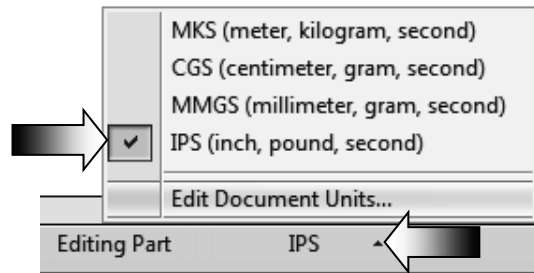 MKS (meter, kilogram, second)
CGS (centimeter, gram, second)
MMGS (millimeter, gram, second)
IPS (inch, pound, second)
Edit Document Units...
Editing Part IPS